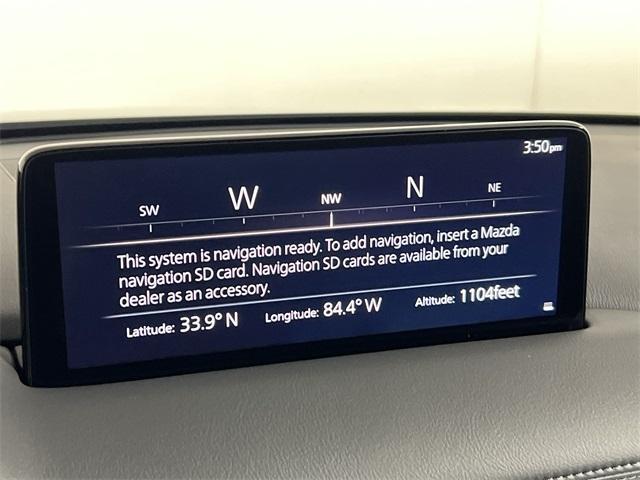 3:50pm
SW W NW N NE
This system is navigation ready. To add navigation, insert a Mazda
navigation SD card. Navigation SD cards are available from your
dealer as an accessory.
Latitude: 33.9° N Longitude: 84.4° W Altitude: 1104feet